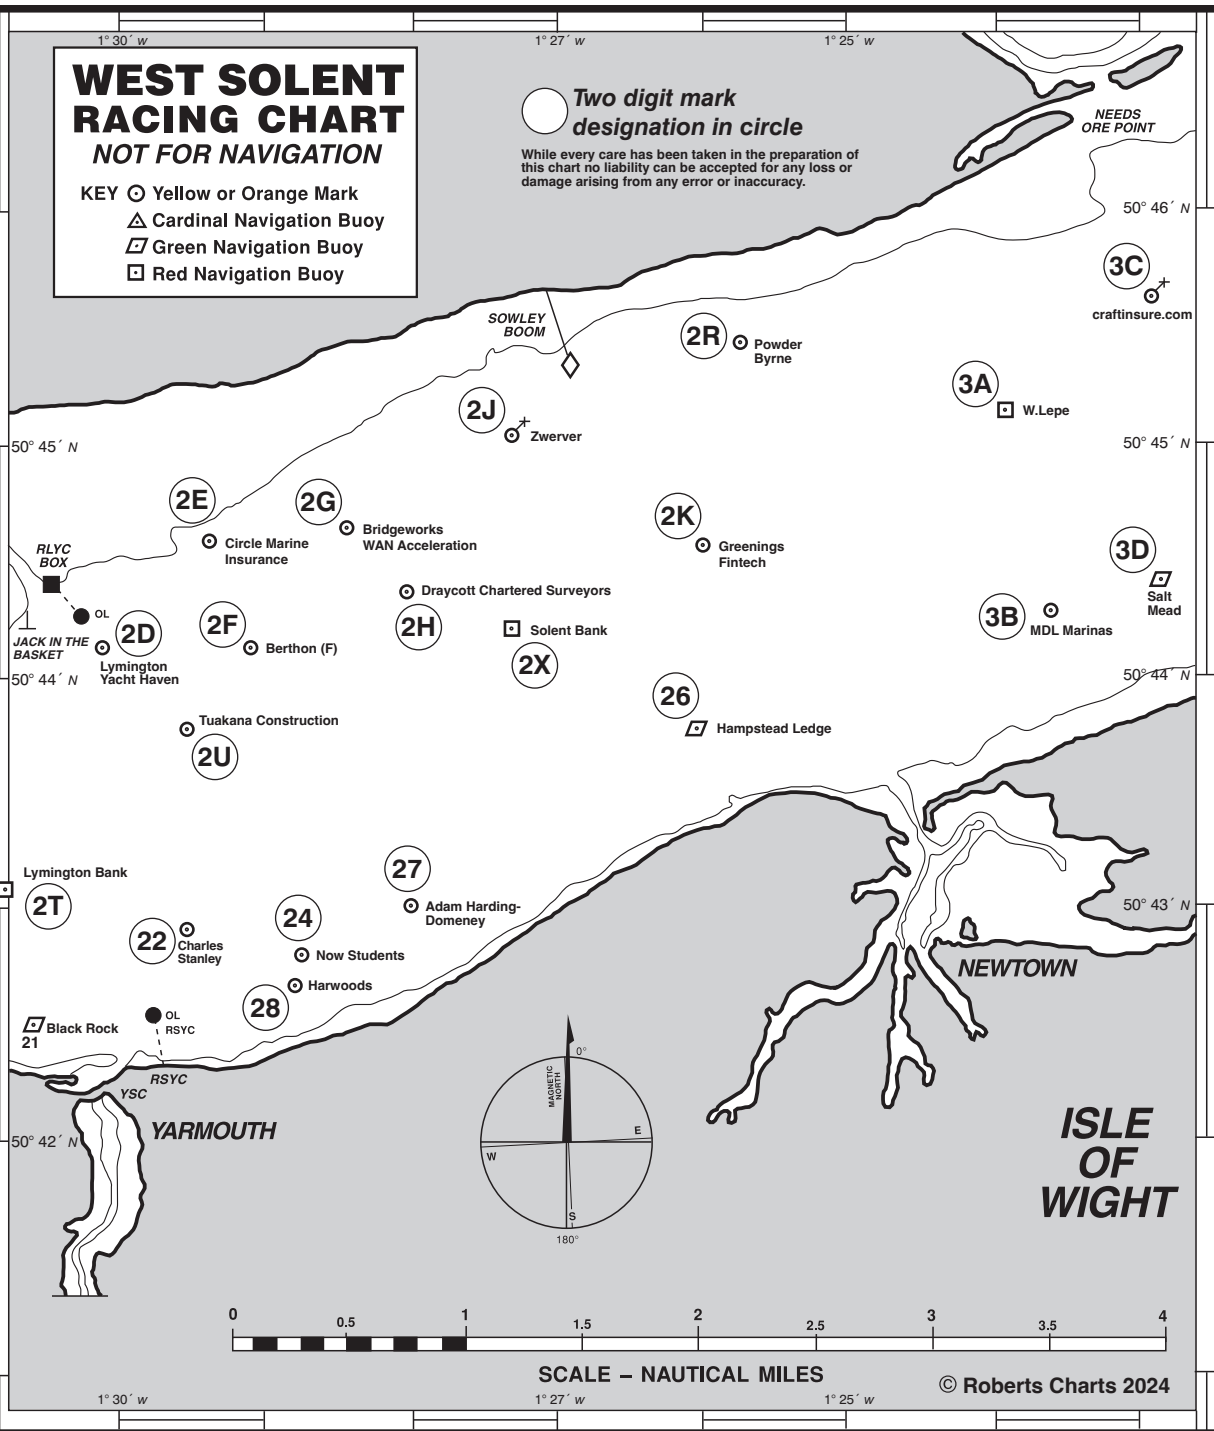 1° 30´ W
1° 27´ W
1° 25´ W
WEST SOLENT
RACING CHART
NOT FOR NAVIGATION
KEY Yellow or Orange Mark
Cardinal Navigation Buoy
Green Navigation Buoy
Red Navigation Buoy
Two digit mark
designation in circle
While every care has been taken in the preparation of
this chart no liability can be accepted for any loss or
damage arising from any error or inaccuracy.
NEEDS
ORE POINT
50° 46´ N
3C
craftinsure.com
SOWLEY
BOOM
2R
Powder
Byrne
3A
W.Lepe
2J
Zwerver
50° 45´ N
50° 45´ N
2E
Circle Marine
Insurance
2G
Bridgeworks
WAN Acceleration
2K
Greenings
Fintech
3D
Salt
Mead
RLYC
BOX
OL
JACK IN THE
BASKET
2D
Lymington
Yacht Haven
2F
Berthon (F)
Draycott Chartered Surveyors
2H
Solent Bank
2X
3B
MDL Marinas
50° 44´ N
50° 44´ N
26
Hampstead Ledge
Tuakana Construction
2U
Lymington Bank
2T
27
Adam Harding-
Domeney
50° 43´ N
22
Charles
Stanley
24
Now Students
Harwoods
28
NEWTOWN
OL
RSYC
Black Rock
21
RSYC
YSC
YARMOUTH
50° 42´ N
0°
MAGNETIC
NORTH
E
W
S
180°
ISLE
OF
WIGHT
0
0.5
1
1.5
2
2.5
3
3.5
4
SCALE – NAUTICAL MILES
© Roberts Charts 2024
1° 30´ W
1° 27´ W
1° 25´ W